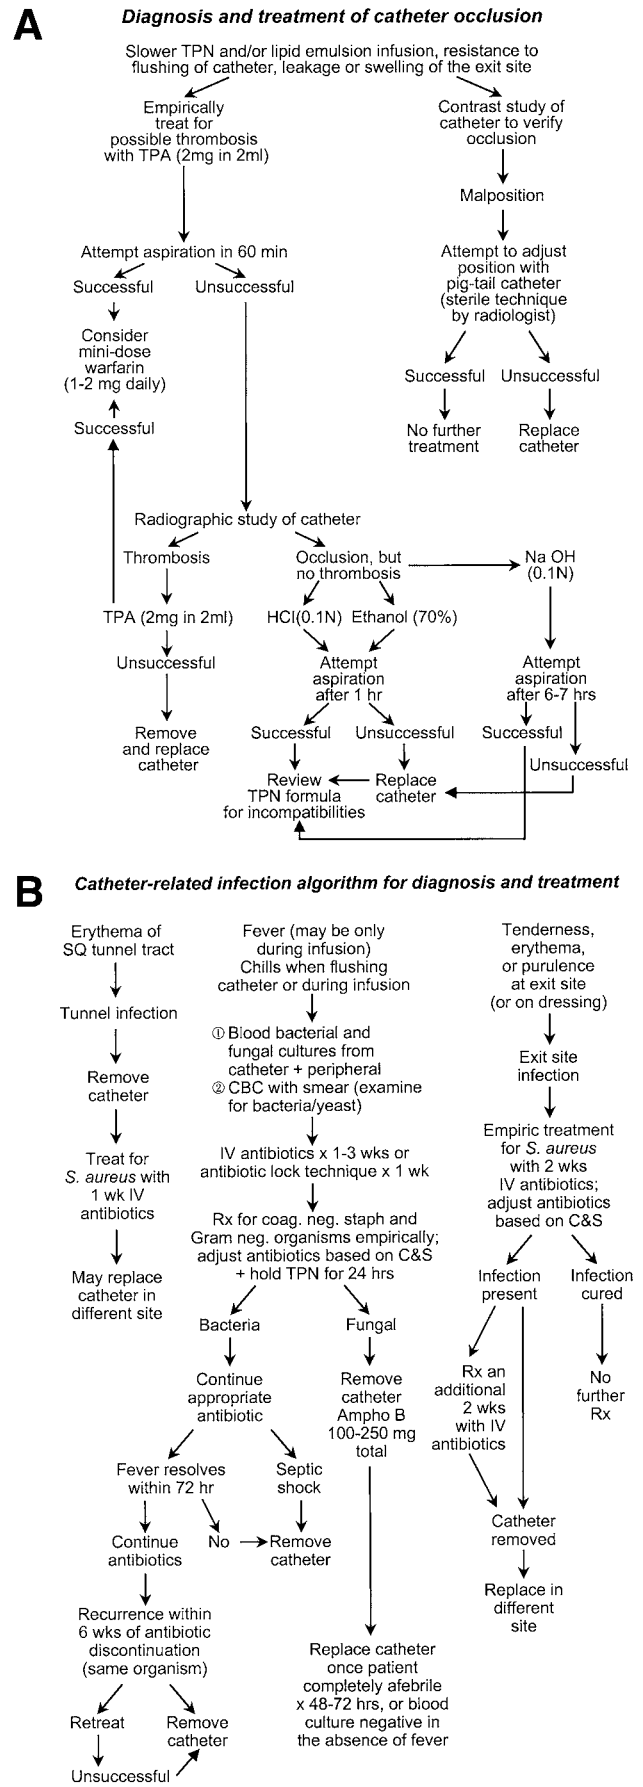 A
Diagnosis and treatment of catheter occlusion
Slower TPN and/or lipid emulsion infusion, resistance to
flushing of catheter, leakage or swelling of the exit site
Empirically
treat for
possible thrombosis
with TPA (2mg in 2ml)
Contrast study of
catheter to verify
occlusion
Malposition
Attempt aspiration in 60 min
Successful
Unsuccessful
Consider
mini-dose
warfarin
(1-2 mg daily)
Successful
Attempt to adjust
position with
pig-tail catheter
(sterile technique
by radiologist)
Successful
Unsuccessful
No further
treatment
Replace
catheter
Radiographic study of catheter
Thrombosis
Occlusion, but
no thrombosis
Na OH
(0.1N)
TPA (2mg in 2ml)
HCl(0.1N)
Ethanol (70%)
Unsuccessful
Attempt
aspiration
after 1 hr
Attempt
aspiration
after 6-7 hrs
Remove
and replace
catheter
Successful
Unsuccessful
Successful
Unsuccessful
Review
TPN formula
for incompatibilities
Replace
catheter
B
Catheter-related infection algorithm for diagnosis and treatment
Erythema of
SQ tunnel tract
Tunnel infection
Remove
catheter
Treat for
S. aureus with
1 wk IV
antibiotics
May replace
catheter in
different site
Fever (may be only
during infusion)
Chills when flushing
catheter or during infusion
① Blood bacterial and
fungal cultures from
catheter + peripheral
② CBC with smear (examine
for bacteria/yeast)
IV antibiotics x 1-3 wks or
antibiotic lock technique x 1 wk
Rx for coag. neg. staph and
Gram neg. organisms empirically;
adjust antibiotics based on C&S
+ hold TPN for 24 hrs
Bacteria
Fungal
Continue
appropriate
antibiotic
Remove
catheter
Ampho B
100-250 mg
total
Fever resolves
within 72 hr
Septic
shock
Continue
antibiotics
No
Remove
catheter
Recurrence within
6 wks of antibiotic
discontinuation
(same organism)
Retreat
Remove
catheter
Unsuccessful
Replace catheter
once patient
completely afebrile
x 48-72 hrs, or blood
culture negative in
the absence of fever
Tenderness,
erythema,
or purulence
at exit site
(or on dressing)
Exit site
infection
Empiric treatment
for S. aureus
with 2 wks
IV antibiotics;
adjust antibiotics
based on C&S
Infection
present
Infection
cured
Rx an
additional
2 wks
with IV
antibiotics
No
further
Rx
Catheter
removed
Replace in
different
site